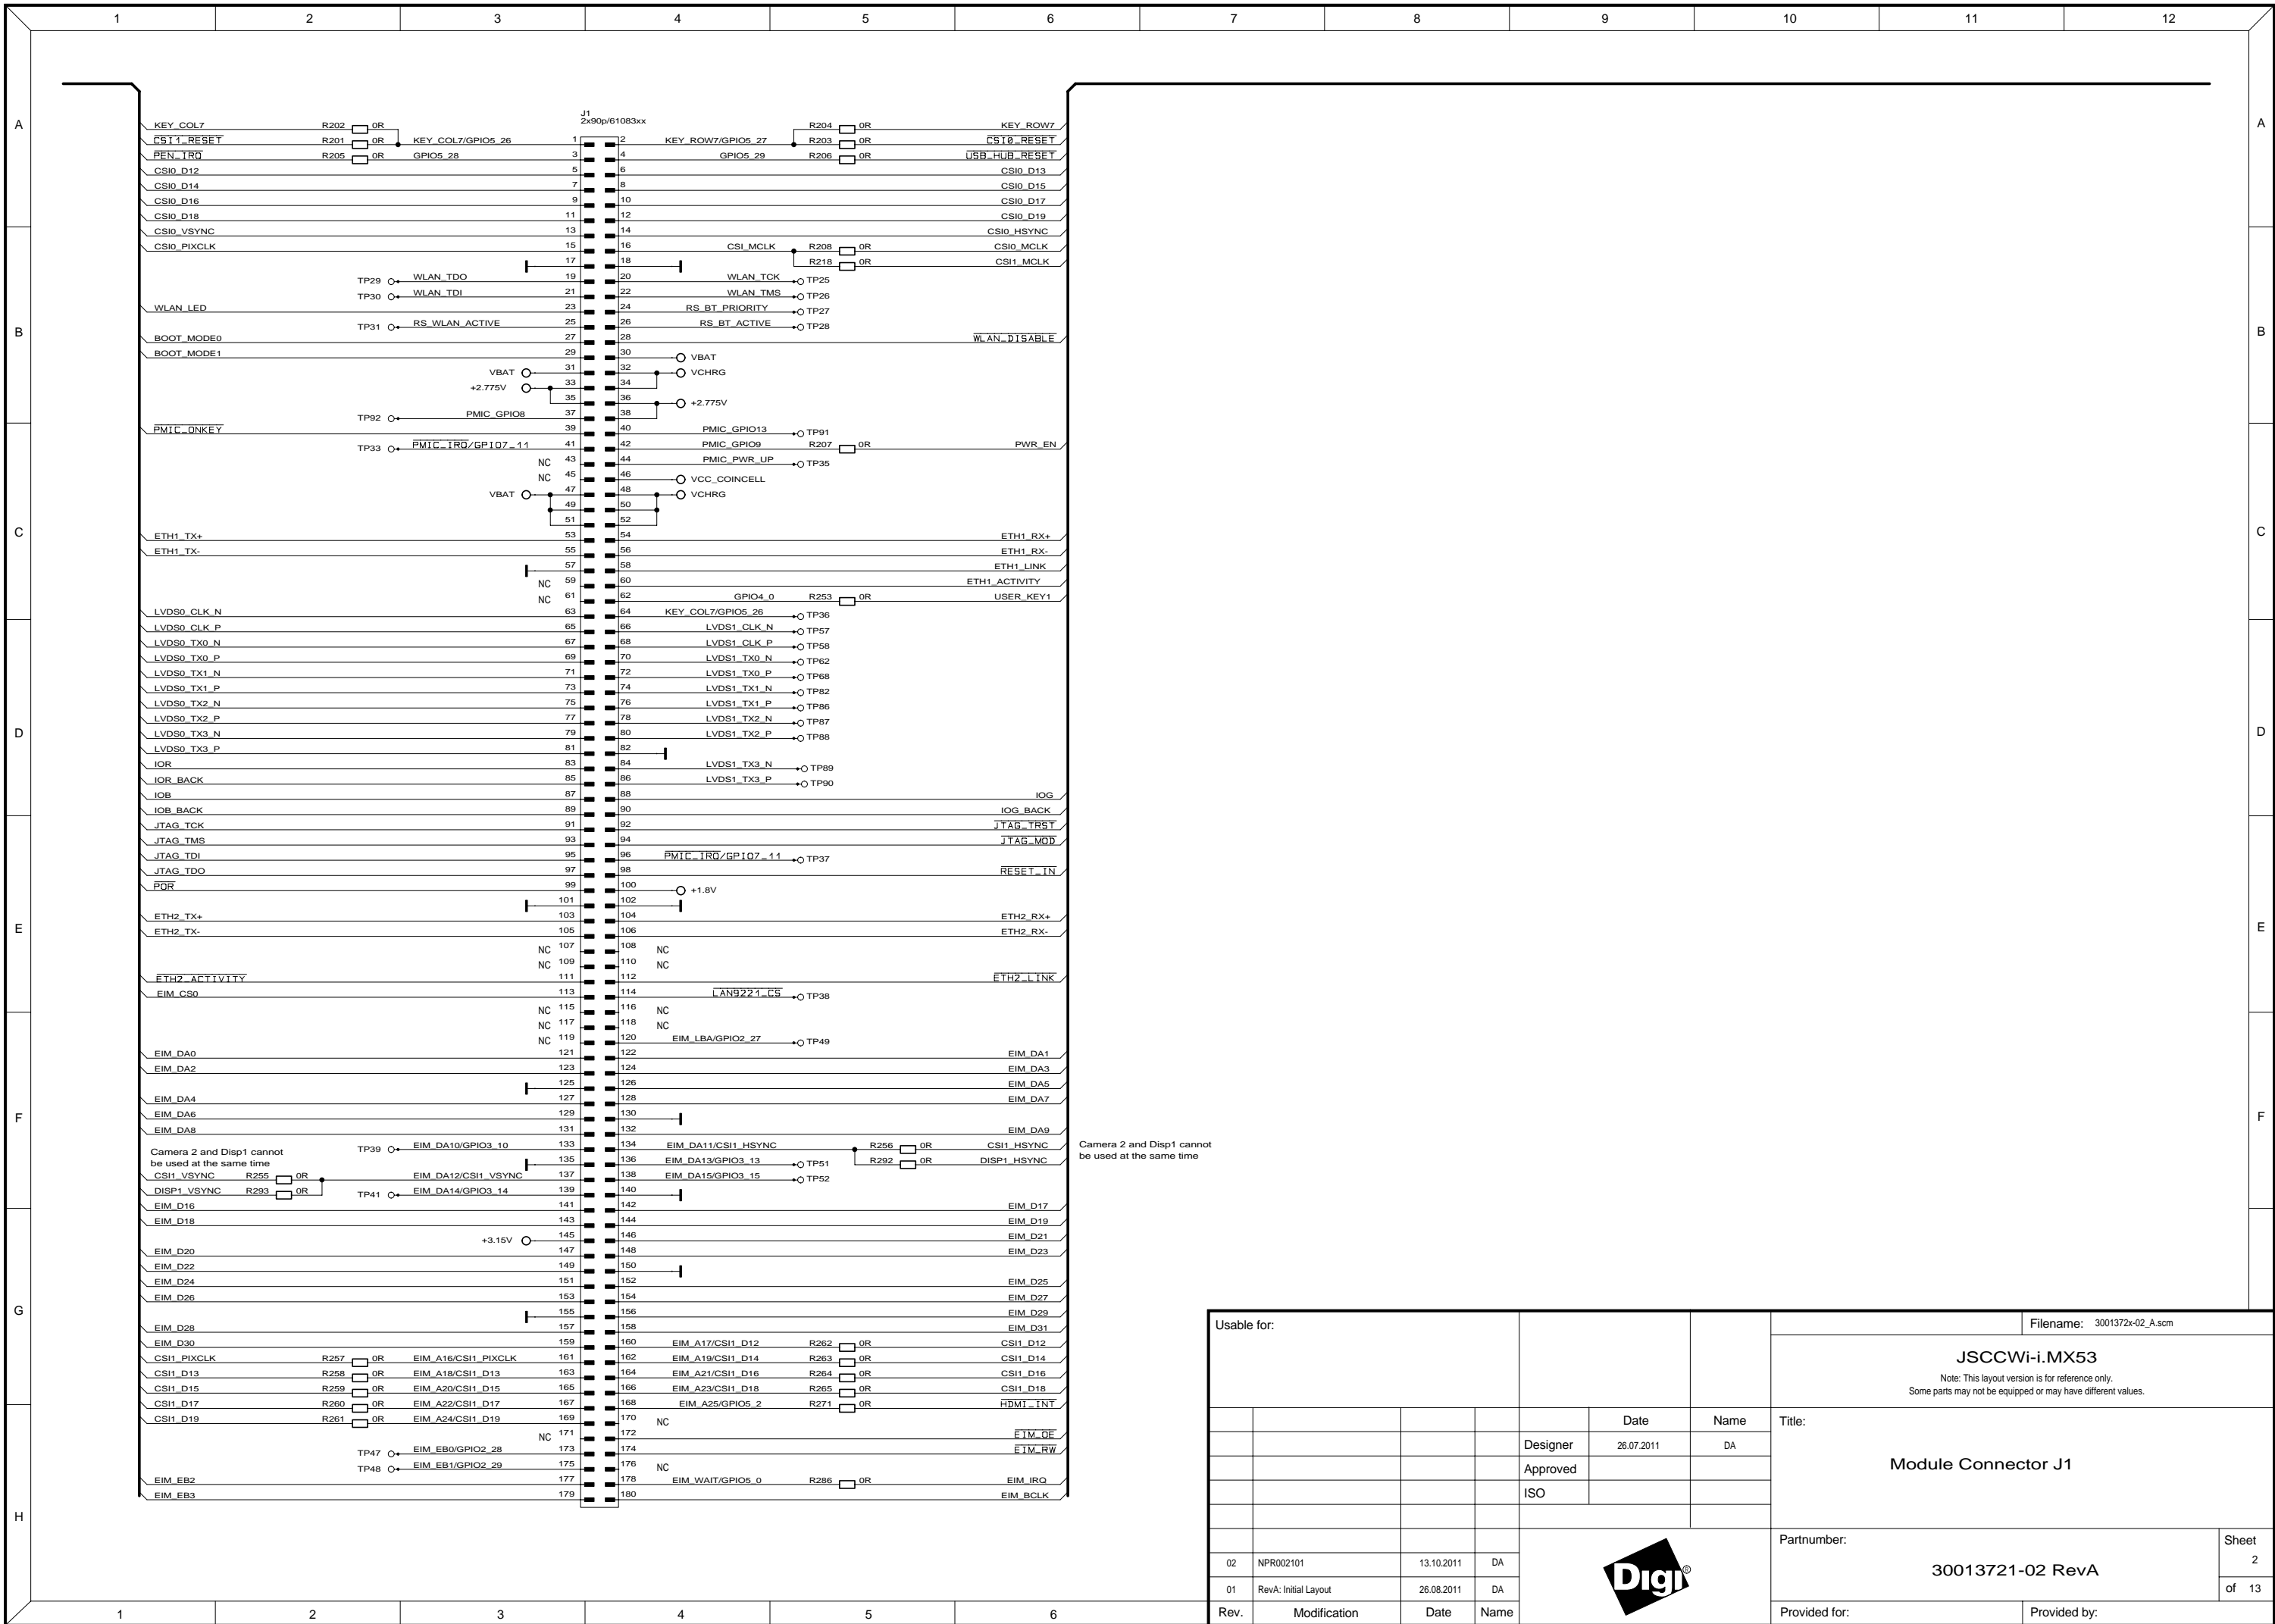 1 2 3 4 5 6 7 8 9 10 11 12
J1
2x90p/61083xx
A KEY_COL7 R202 0R R204 0R KEY_ROW7 A
CSI1_RESET R201 0R KEY_COL7/GPIO5_26 1 2 KEY_ROW7/GPIO5_27 R203 0R CSI0_RESET
PEN_IRQ R205 0R GPIO5_28 3 4 GPIO5_29 R206 0R USB_HUB_RESET
CSI0_D12 5 6 CSI0_D13
CSI0_D14 7 8 CSI0_D15
CSI0_D16 9 10 CSI0_D17
CSI0_D18 11 12 CSI0_D19
CSI0_VSYNC 13 14 CSI0_HSYNC
CSI0_PIXCLK 15 16 CSI_MCLK R208 0R CSI0_MCLK
17 18 R218 0R CSI1_MCLK
TP29 WLAN_TDO 19 20 WLAN_TCK TP25
TP30 WLAN_TDI 21 22 WLAN_TMS TP26
WLAN_LED 23 24 RS_BT_PRIORITY TP27
B TP31 RS_WLAN_ACTIVE 25 26 RS_BT_ACTIVE TP28 B
BOOT_MODE0 27 28 WLAN_DISABLE
BOOT_MODE1 29 30 VBAT
VBAT 31 32 VCHRG
+2.775V 33 34
35 36 +2.775V
TP92 PMIC_GPIO8 37 38
PMIC_ONKEY 39 40 PMIC_GPIO13 TP91
TP33 PMIC_IRQ/GPIO7_11 41 42 PMIC_GPIO9 R207 0R PWR_EN
NC 43 44 PMIC_PWR_UP TP35
NC 45 46 VCC_COINCELL
VBAT 47 48 VCHRG
49 50
51 52
C ETH1_TX+ 53 54 ETH1_RX+ C
ETH1_TX- 55 56 ETH1_RX-
57 58 ETH1_LINK
NC 59 60 ETH1_ACTIVITY
NC 61 62 GPIO4_0 R253 0R USER_KEY1
LVDS0_CLK_N 63 64 KEY_COL7/GPIO5_26 TP36
LVDS0_CLK_P 65 66 LVDS1_CLK_N TP57
LVDS0_TX0_N 67 68 LVDS1_CLK_P TP58
LVDS0_TX0_P 69 70 LVDS1_TX0_N TP62
LVDS0_TX1_N 71 72 LVDS1_TX0_P TP68
LVDS0_TX1_P 73 74 LVDS1_TX1_N TP82
LVDS0_TX2_N 75 76 LVDS1_TX1_P TP86
LVDS0_TX2_P 77 78 LVDS1_TX2_N TP87
D LVDS0_TX3_N 79 80 LVDS1_TX2_P TP88 D
LVDS0_TX3_P 81 82
IOR 83 84 LVDS1_TX3_N TP89
IOR_BACK 85 86 LVDS1_TX3_P TP90
IOB 87 88 IOG
IOB_BACK 89 90 IOG_BACK
JTAG_TCK 91 92 JTAG_TRST
JTAG_TMS 93 94 JTAG_MOD
JTAG_TDI 95 96 PMIC_IRQ/GPIO7_11 TP37
JTAG_TDO 97 98 RESET_IN
POR 99 100 +1.8V
101 102
E ETH2_TX+ 103 104 ETH2_RX+ E
ETH2_TX- 105 106 ETH2_RX-
NC 107 108 NC
NC 109 110 NC
ETH2_ACTIVITY 111 112 ETH2_LINK
EIM_CS0 113 114 LAN9221_CS TP38
NC 115 116 NC
NC 117 118 NC
NC 119 120 EIM_LBA/GPIO2_27 TP49
EIM_DA0 121 122 EIM_DA1
EIM_DA2 123 124 EIM_DA3
125 126 EIM_DA5
EIM_DA4 127 128 EIM_DA7
F EIM_DA6 129 130 F
EIM_DA8 131 132 EIM_DA9
Camera 2 and Disp1 cannot
be used at the same time
TP39 EIM_DA10/GPIO3_10 133 134 EIM_DA11/CSI1_HSYNC R256 0R CSI1_HSYNC
Camera 2 and Disp1 cannot
be used at the same time
135 136 EIM_DA13/GPIO3_13 TP51 R292 0R DISP1_HSYNC
CSI1_VSYNC R255 0R EIM_DA12/CSI1_VSYNC 137 138 EIM_DA15/GPIO3_15 TP52
DISP1_VSYNC R293 0R TP41 EIM_DA14/GPIO3_14 139 140
EIM_D16 141 142 EIM_D17
EIM_D18 143 144 EIM_D19
+3.15V 145 146 EIM_D21
EIM_D20 147 148 EIM_D23
EIM_D22 149 150
EIM_D24 151 152 EIM_D25
G EIM_D26 153 154 EIM_D27 G
155 156 EIM_D29
EIM_D28 157 158 EIM_D31
EIM_D30 159 160 EIM_A17/CSI1_D12 R262 0R CSI1_D12
CSI1_PIXCLK R257 0R EIM_A16/CSI1_PIXCLK 161 162 EIM_A19/CSI1_D14 R263 0R CSI1_D14
CSI1_D13 R258 0R EIM_A18/CSI1_D13 163 164 EIM_A21/CSI1_D16 R264 0R CSI1_D16
CSI1_D15 R259 0R EIM_A20/CSI1_D15 165 166 EIM_A23/CSI1_D18 R265 0R CSI1_D18
CSI1_D17 R260 0R EIM_A22/CSI1_D17 167 168 EIM_A25/GPIO5_2 R271 0R HDMI_INT
CSI1_D19 R261 0R EIM_A24/CSI1_D19 169 170 NC
NC 171 172 EIM_OE
TP47 EIM_EB0/GPIO2_28 173 174 EIM_RW
TP48 EIM_EB1/GPIO2_29 175 176 NC
EIM_EB2 177 178 EIM_WAIT/GPIO5_0 R286 0R EIM_IRQ
EIM_EB3 179 180 EIM_BCLK
H
Usable for:
Filename: 3001372x-02_A.scm
JSCCWi-i.MX53
Note: This layout version is for reference only.
Some parts may not be equipped or may have different values.
Date Name
Designer 26.07.2011 DA
Approved
ISO
Title:
Module Connector J1
Partnumber:
30013721-02 RevA
Sheet
2
of 13
Digi®
02 NPR002101 13.10.2011 DA
01 RevA: Initial Layout 26.08.2011 DA
Rev. Modification Date Name
Provided for: Provided by:
1 2 3 4 5 6